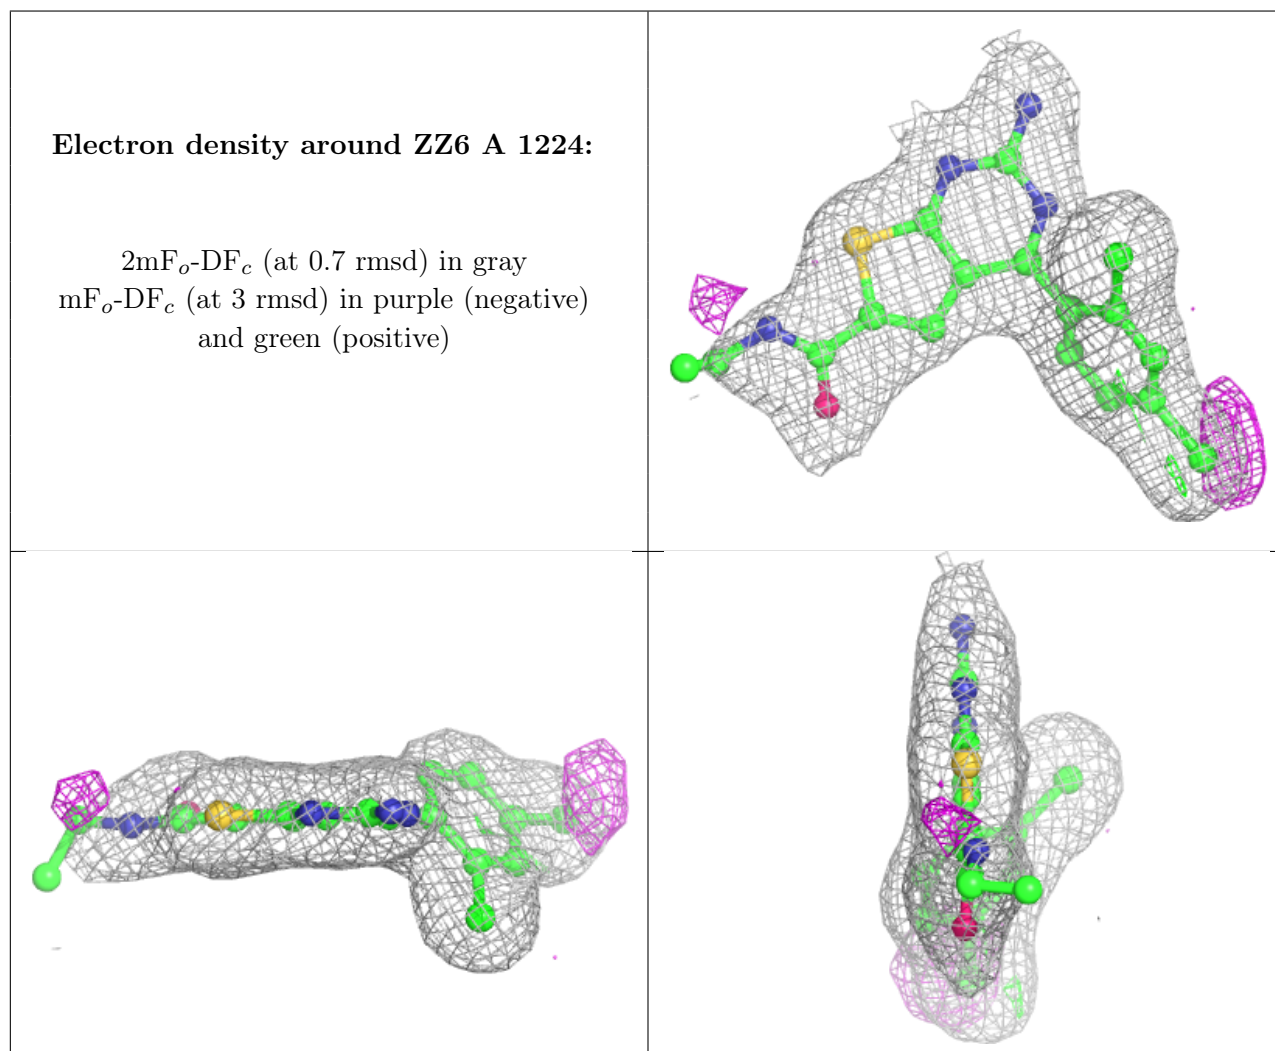 Electron density around ZZ6 A 1224:
2mFo-DFc (at 0.7 rmsd) in gray
mFo-DFc (at 3 rmsd) in purple (negative)
and green (positive)